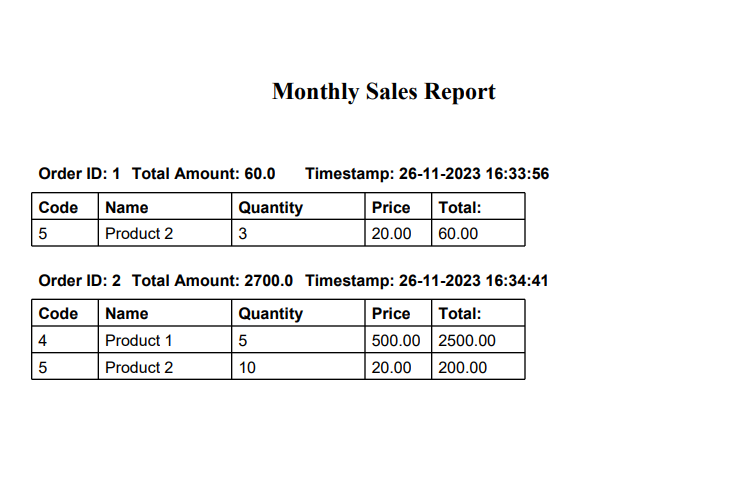 Monthly Sales Report
Order ID: 1 Total Amount: 60.0 Timestamp: 26-11-2023 16:33:56
Code Name Quantity Price Total:
5 Product 2 3 20.00 60.00
Order ID: 2 Total Amount: 2700.0 Timestamp: 26-11-2023 16:34:41
Code Name Quantity Price Total:
4 Product 1 5 500.00 2500.00
5 Product 2 10 20.00 200.00